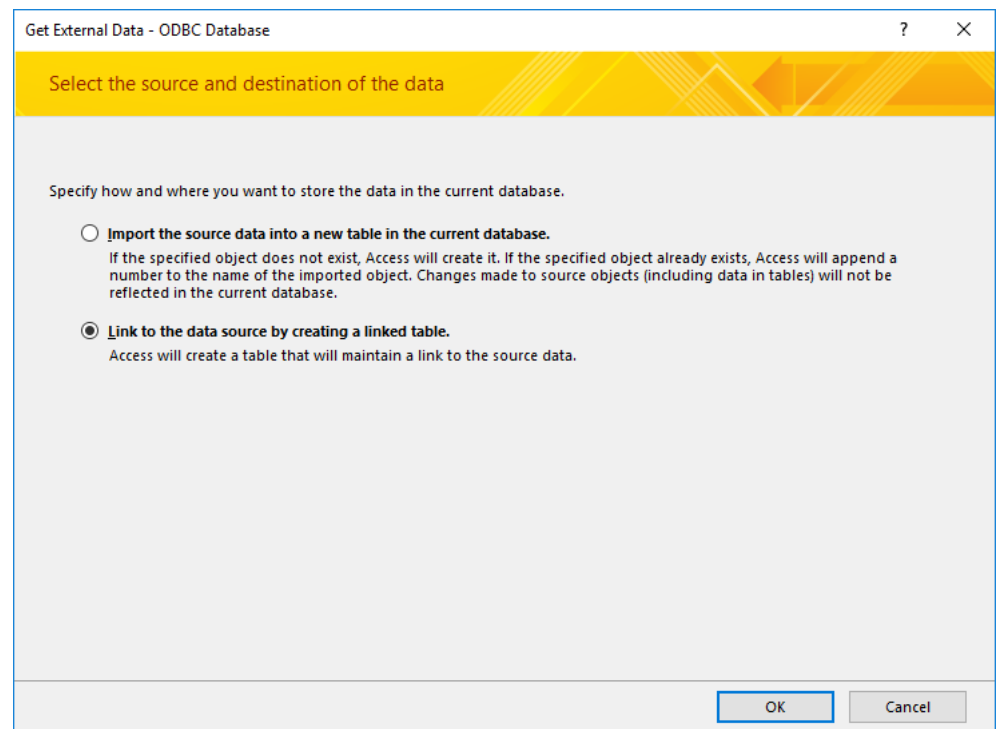 Get External Data - ODBC Database
?
Select the source and destination of the data
Specify how and where you want to store the data in the current database.
Import the source data into a new table in the current database.
If the specified object does not exist, Access will create it. If the specified object already exists, Access will append a
number to the name of the imported object. Changes made to source objects (including data in tables) will not be
reflected in the current database.
Link to the data source by creating a linked table.
Access will create a table that will maintain a link to the source data.
OK
Cancel